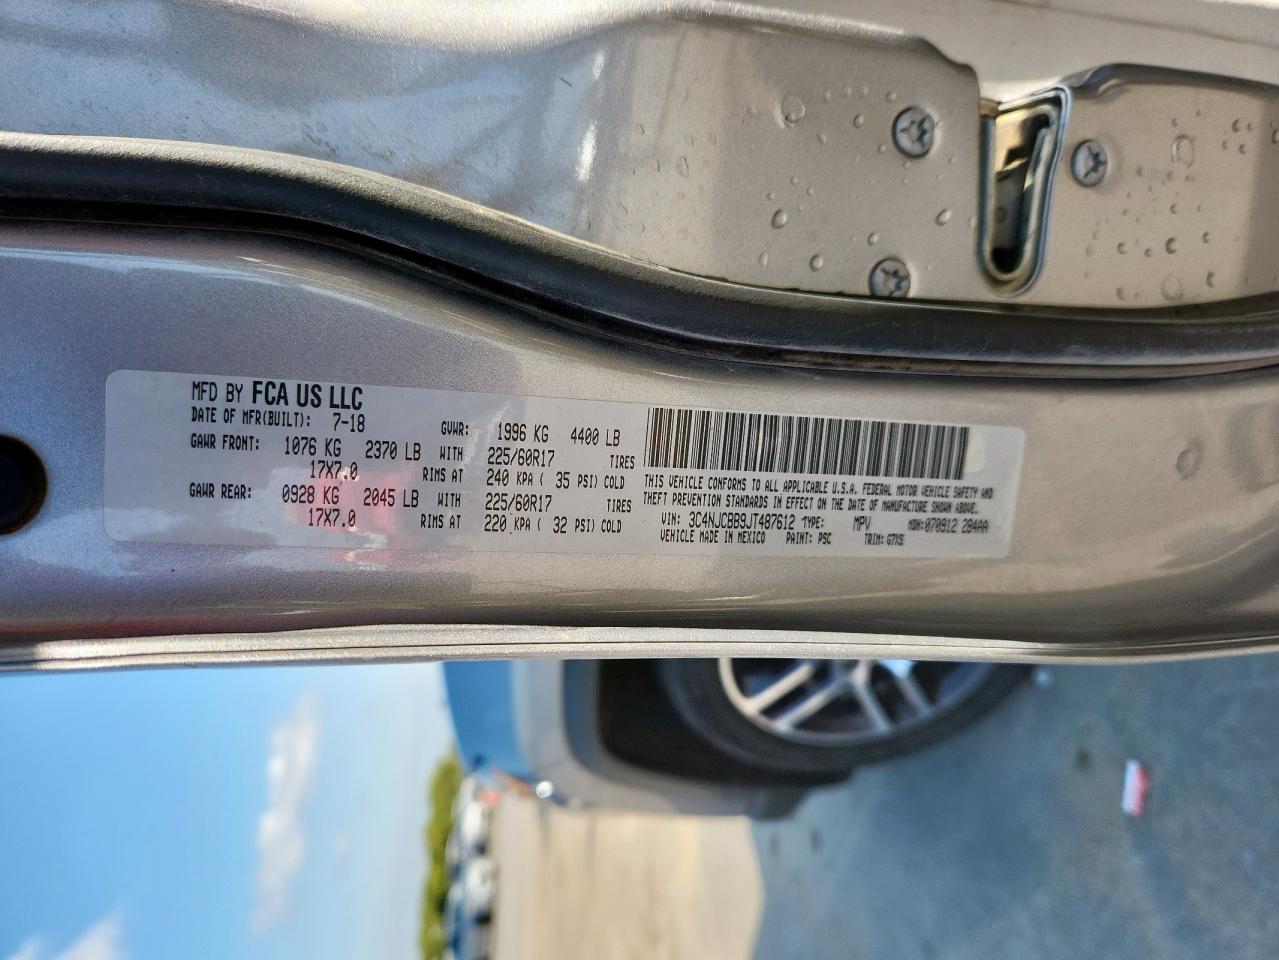 MFD BY FCA US LLC
DATE OF MFR(BUILT): 7-18 GVWR: 1996 KG 4400 LB
GAWR FRONT: 1076 KG 2370 LB WITH 225/60R17 TIRES
17X7.0 RIMS AT 240 KPA ( 35 PSI) COLD
GAWR REAR: 0928 KG 2045 LB WITH 225/60R17 TIRES
17X7.0 RIMS AT 220 KPA ( 32 PSI) COLD
THIS VEHICLE CONFORMS TO ALL APPLICABLE U.S.A. FEDERAL MOTOR VEHICLE SAFETY AND
THEFT PREVENTION STANDARDS IN EFFECT ON THE DATE OF MANUFACTURE SHOWN ABOVE.
VIN: 3C4NJCBB9JT487612 TYPE: MPV MDH: 070912 284AA
VEHICLE MADE IN MEXICO PAINT: PSC TRIM: